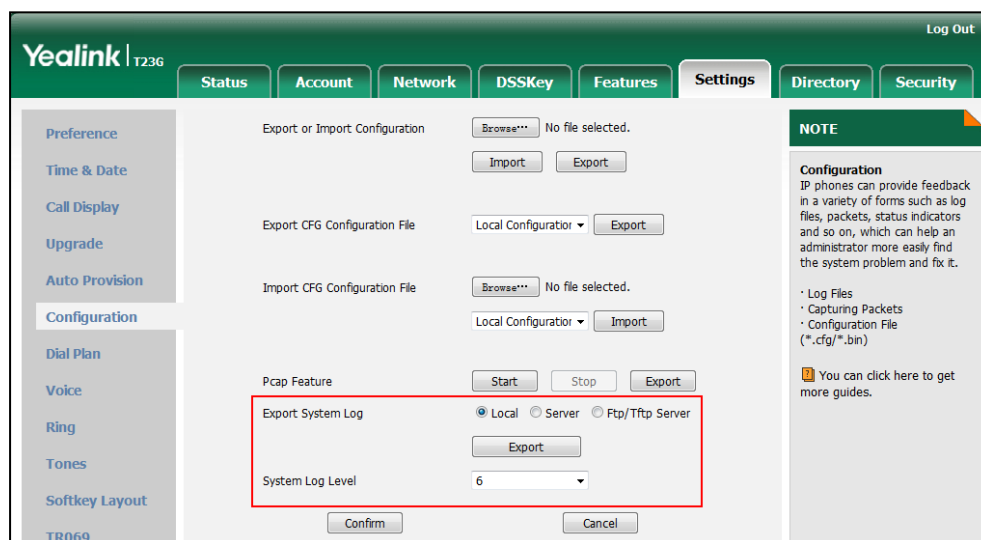 Log Out
Yealink | T23G
Status Account Network DSSKey Features Settings Directory Security
Preference
Time & Date
Call Display
Upgrade
Auto Provision
Configuration
Dial Plan
Voice
Ring
Tones
Softkey Layout
TR069
Export or Import Configuration Browse... No file selected.
Import Export
Export CFG Configuration File Local Configuration Export
Import CFG Configuration File Browse... No file selected.
Local Configuration Import
Pcap Feature Start Stop Export
Export System Log Local Server Ftp/Tftp Server
Export
System Log Level 6
Confirm Cancel
NOTE
Configuration
IP phones can provide feedback
in a variety of forms such as log
files, packets, status indicators
and so on, which can help an
administrator more easily find
the system problem and fix it.
· Log Files
· Capturing Packets
· Configuration File
(*.cfg/*.bin)
You can click here to get
more guides.